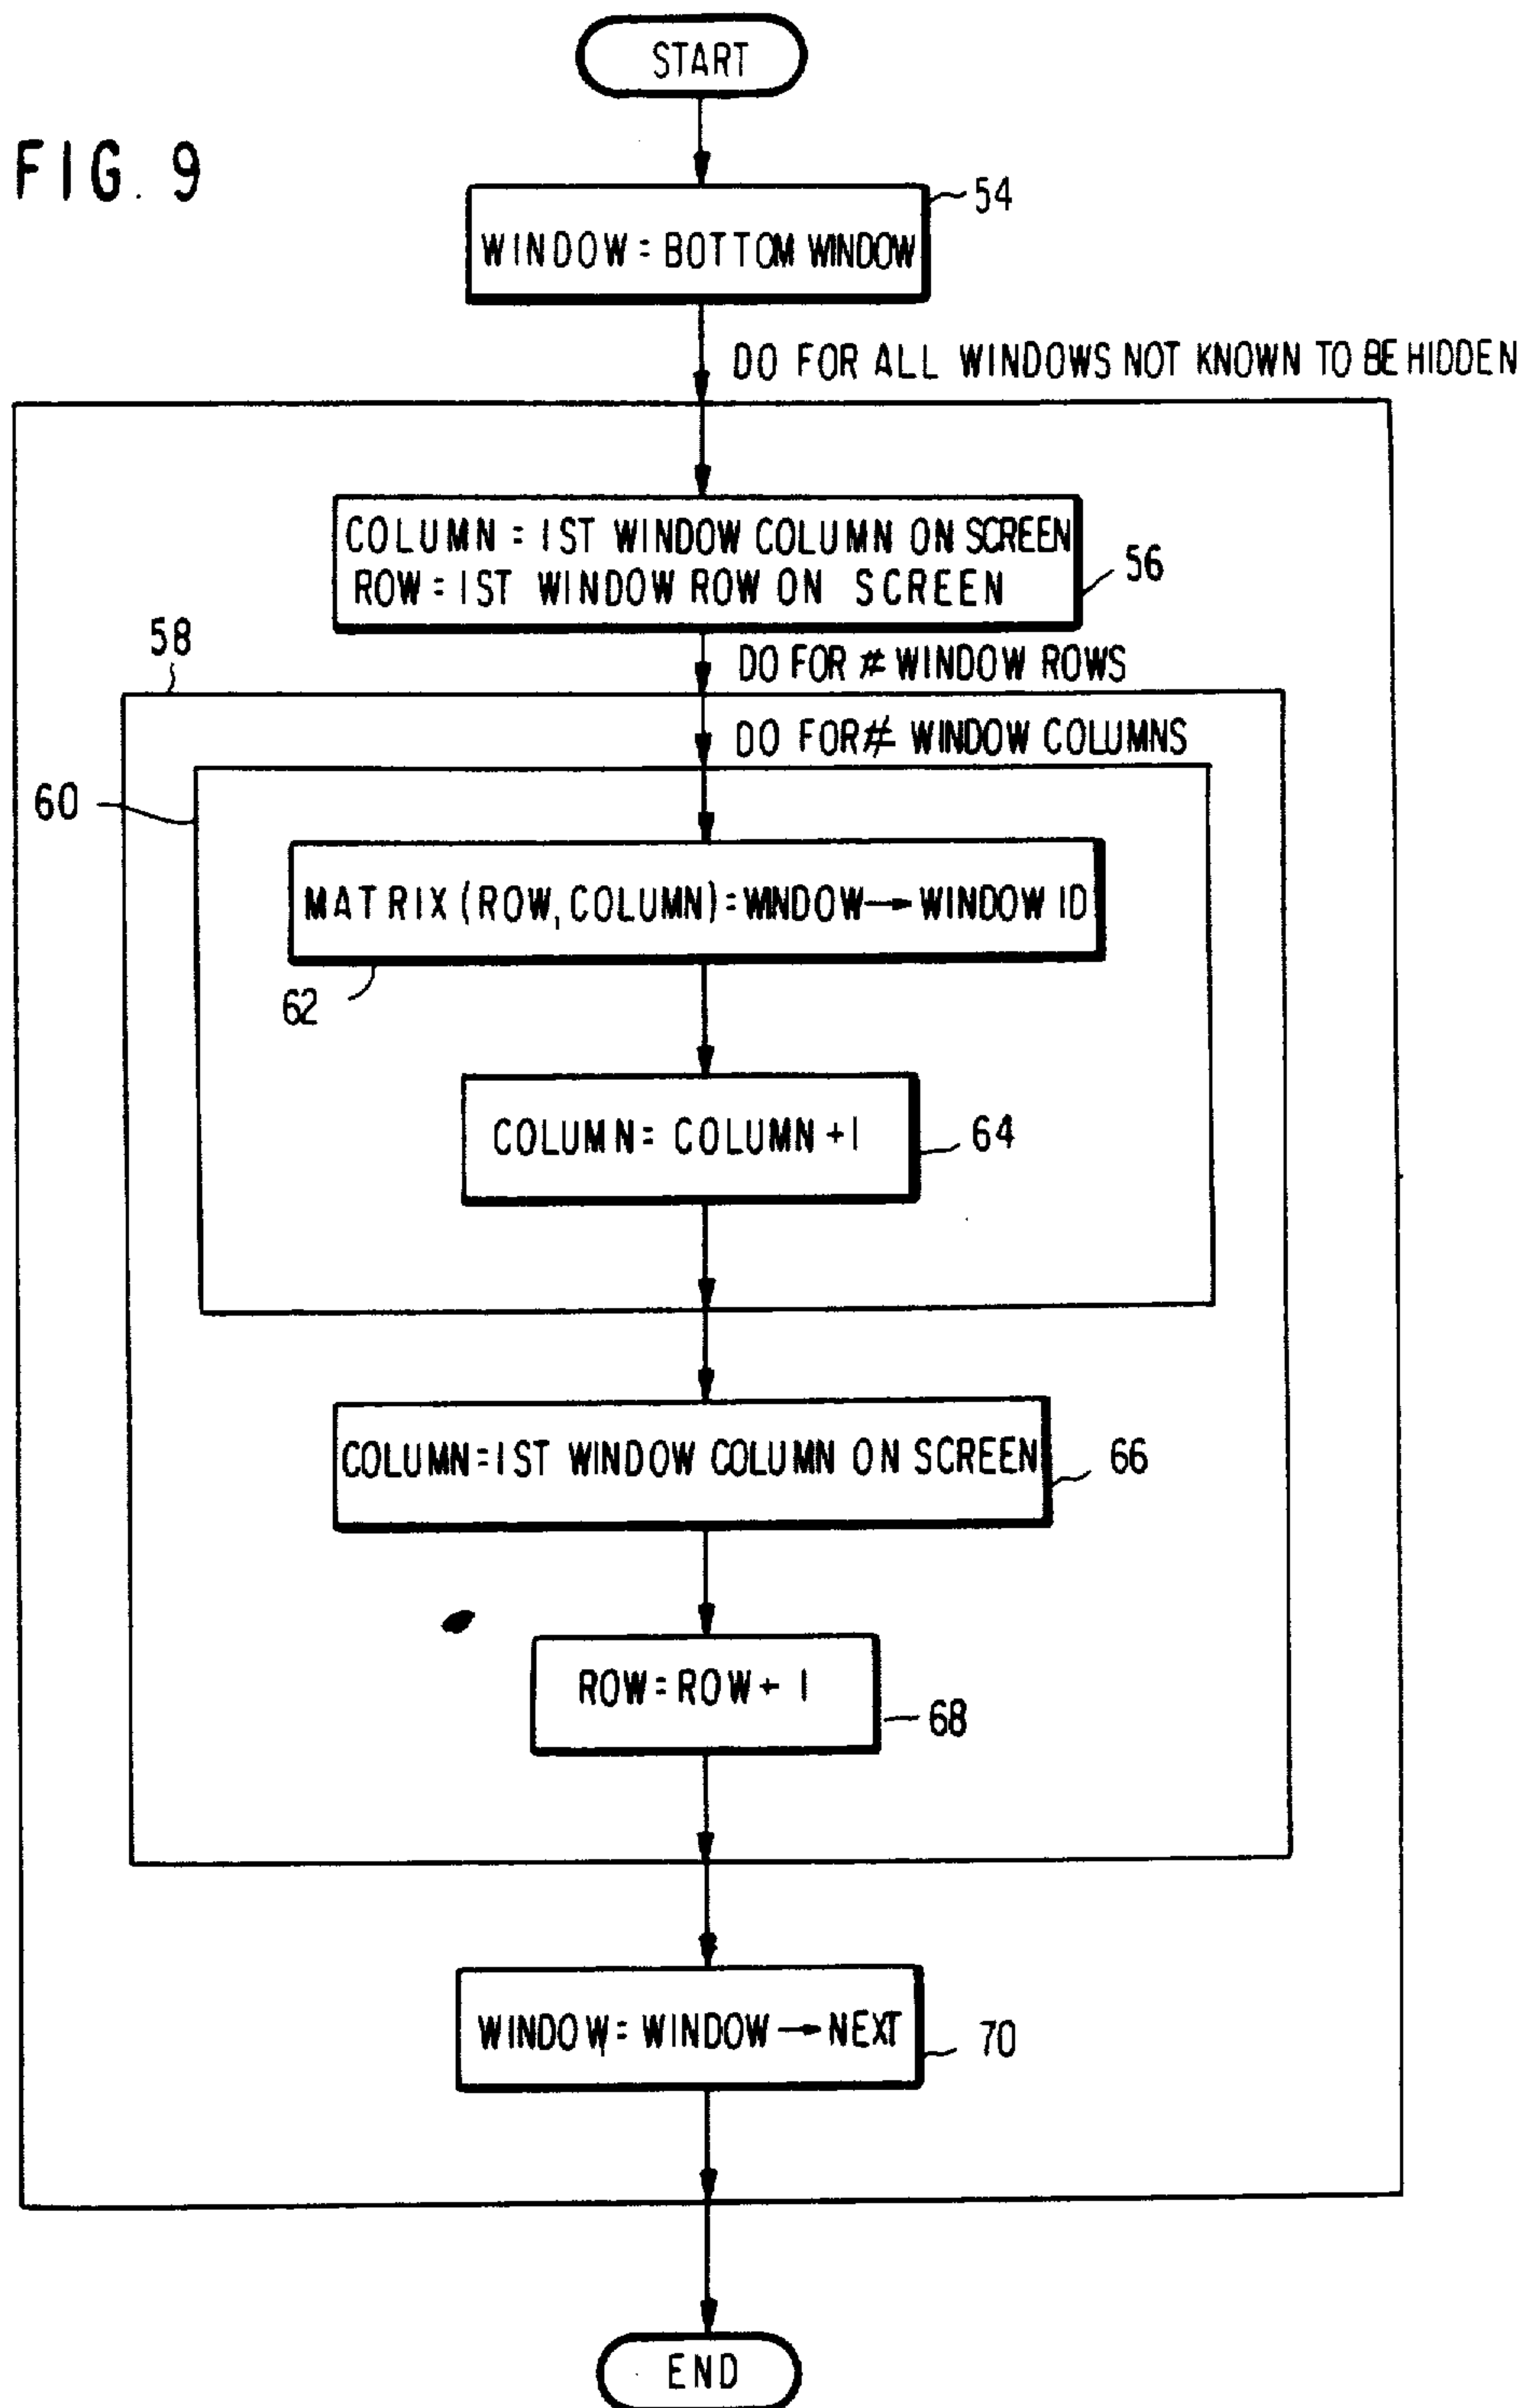 START
FIG. 9
54
WINDOW = BOTTOM WINDOW
DO FOR ALL WINDOWS NOT KNOWN TO BE HIDDEN
COLUMN = 1ST WINDOW COLUMN ON SCREEN
ROW = 1ST WINDOW ROW ON SCREEN
56
58
DO FOR # WINDOW ROWS
DO FOR # WINDOW COLUMNS
60
MATRIX (ROW, COLUMN) = WINDOW → WINDOW ID
62
COLUMN = COLUMN + 1
64
COLUMN = 1ST WINDOW COLUMN ON SCREEN
66
ROW = ROW + 1
68
WINDOW = WINDOW → NEXT
70
END